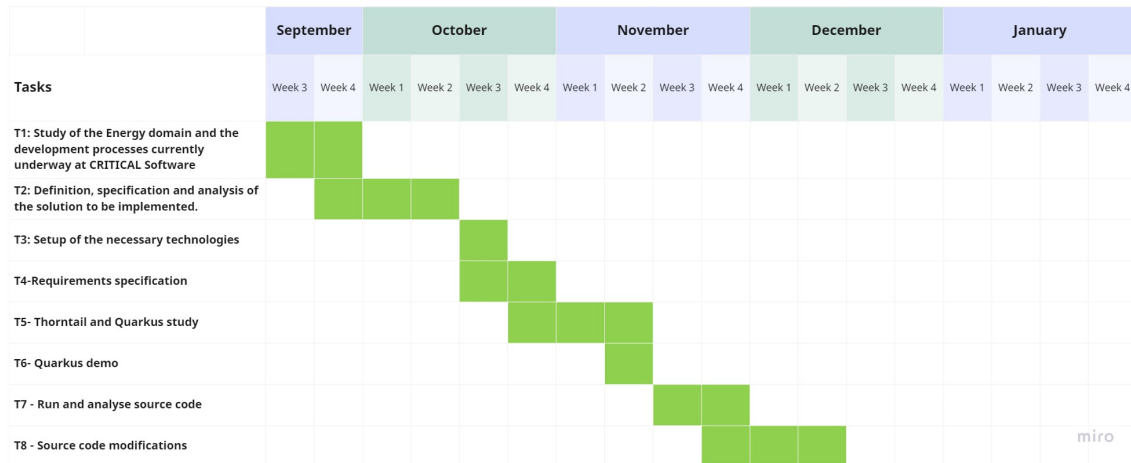 September October November December January
Tasks Week 3 Week 4 Week 1 Week 2 Week 3 Week 4 Week 1 Week 2 Week 3 Week 4 Week 1 Week 2 Week 3 Week 4 Week 1 Week 2 Week 3 Week 4
T1: Study of the Energy domain and the
development processes currently
underway at CRITICAL Software
T2: Definition, specification and analysis of
the solution to be implemented.
T3: Setup of the necessary technologies
T4-Requirements specification
T5- Thorntail and Quarkus study
T6- Quarkus demo
T7 - Run and analyse source code
T8 - Source code modifications
miro